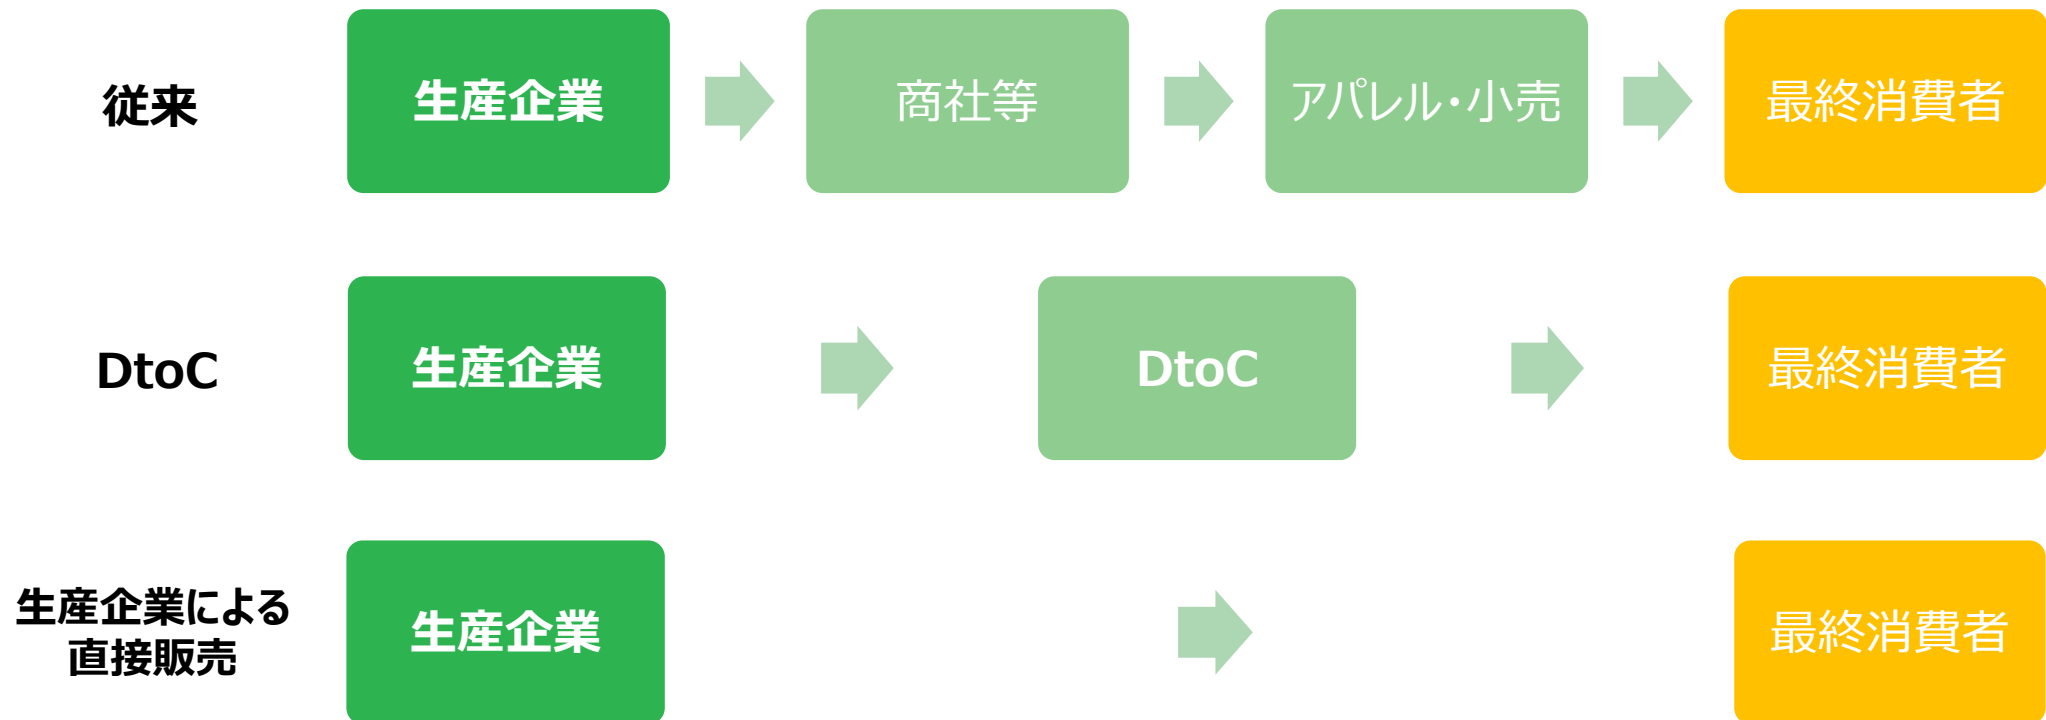 従来
生産企業
商社等
アパレル・小売
最終消費者
DtoC
生産企業
DtoC
最終消費者
生産企業による
直接販売
生産企業
最終消費者